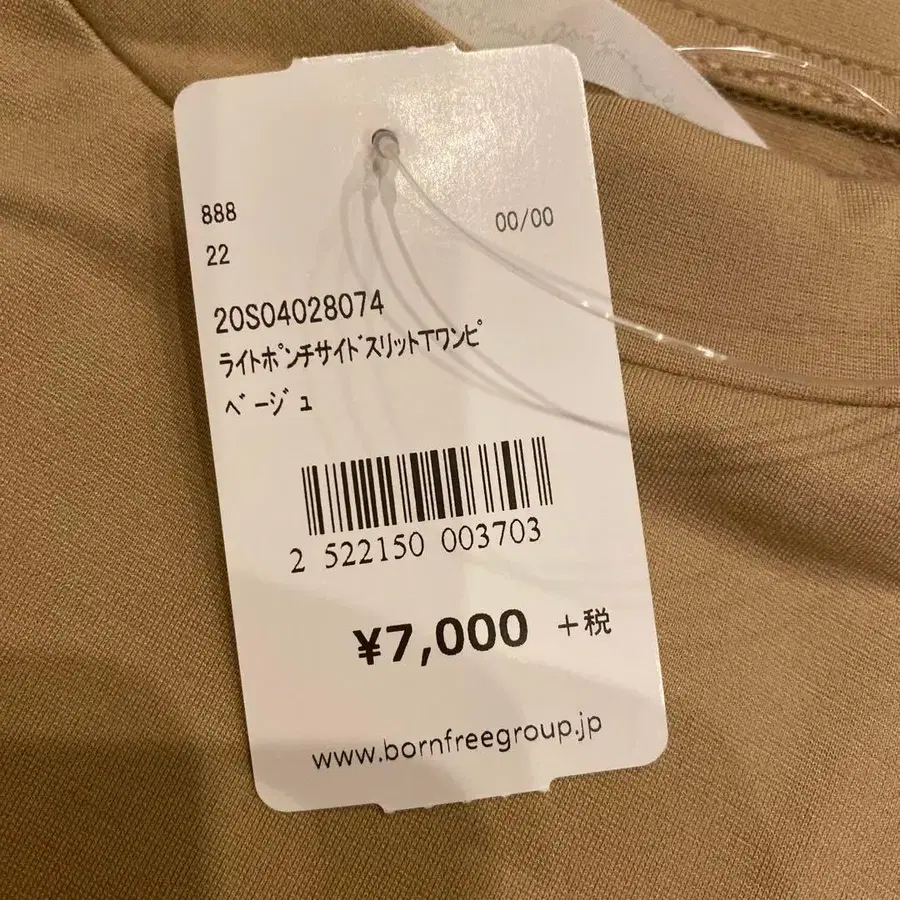 888
00/00
22
20S04028074
ﾗｲﾄﾎﾟﾝﾁｻｲﾄﾞｽﾘｯﾄTﾜﾝﾋﾟ
ﾍﾞｰｼﾞｭ
2 522150 003703
¥7,000 +税
www.bornfreegroup.jp